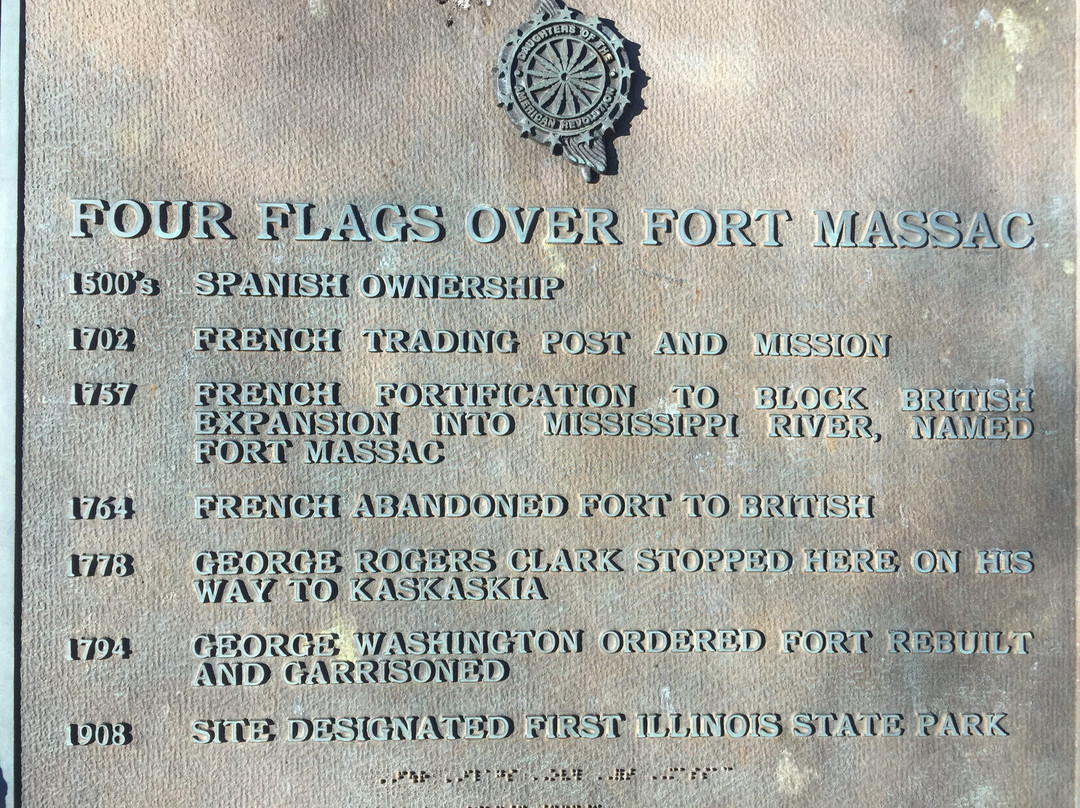 DAUGHTERS OF THE
AMERICAN REVOLUTION
FOUR FLAGS OVER FORT MASSAC
1500's SPANISH OWNERSHIP
1702 FRENCH TRADING POST AND MISSION
1757 FRENCH FORTIFICATION TO BLOCK BRITISH
EXPANSION INTO MISSISSIPPI RIVER, NAMED
FORT MASSAC
1764 FRENCH ABANDONED FORT TO BRITISH
1778 GEORGE ROGERS CLARK STOPPED HERE ON HIS
WAY TO KASKASKIA
1794 GEORGE WASHINGTON ORDERED FORT REBUILT
AND GARRISONED
1908 SITE DESIGNATED FIRST ILLINOIS STATE PARK